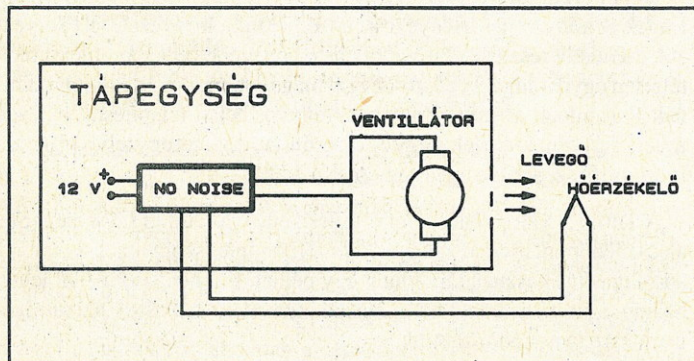 TÁPEGYSÉG
VENTILLÁTOR
LEVEGŐ
HŐÉRZÉKELŐ
12 V +
NO NOISE